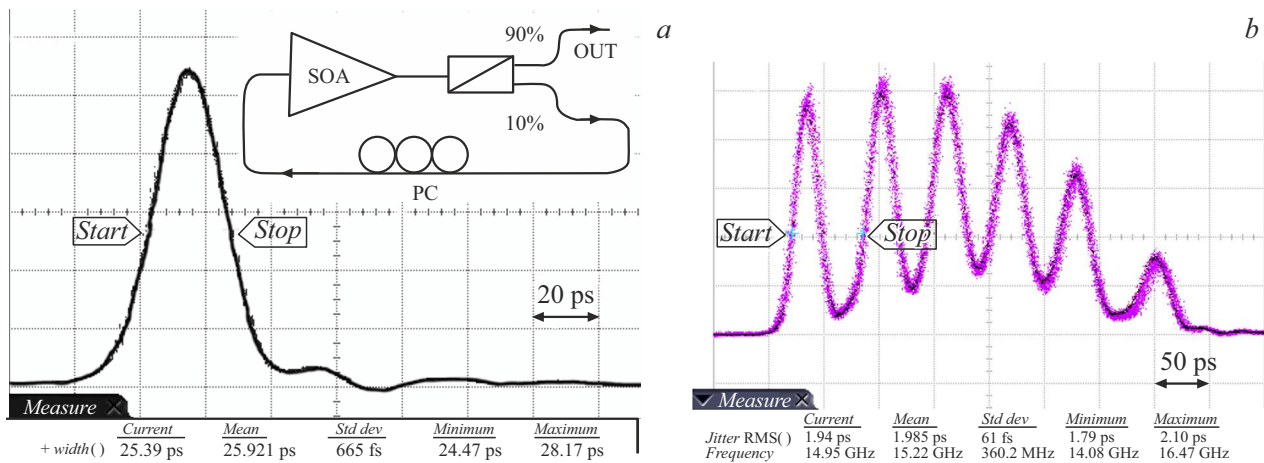 a
90%
OUT
SOA
10%
PC
Start
Stop
20 ps
Measure
Current Mean Std dev Minimum Maximum
+ width( ) 25.39 ps 25.921 ps 665 fs 24.47 ps 28.17 ps
b
Start
Stop
50 ps
Measure
Current Mean Std dev Minimum Maximum
Jitter RMS( ) 1.94 ps 1.985 ps 61 fs 1.79 ps 2.10 ps
Frequency 14.95 GHz 15.22 GHz 360.2 MHz 14.08 GHz 16.47 GHz